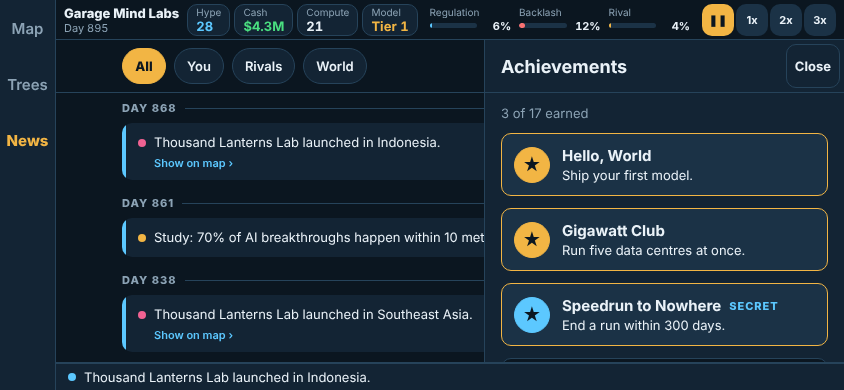 Map
Trees
News
Garage Mind Labs
Day 895
Hype
28
Cash
$4.3M
Compute
21
Model
Tier 1
Regulation
6%
Backlash
12%
Rival
4%
1x
2x
3x
All
You
Rivals
World
DAY 868
Thousand Lanterns Lab launched in Indonesia.
Show on map ›
DAY 861
Study: 70% of AI breakthroughs happen within 10 met
DAY 838
Thousand Lanterns Lab launched in Southeast Asia.
Show on map ›
Achievements
Close
3 of 17 earned
Hello, World
Ship your first model.
Gigawatt Club
Run five data centres at once.
Speedrun to Nowhere SECRET
End a run within 300 days.
Thousand Lanterns Lab launched in Indonesia.